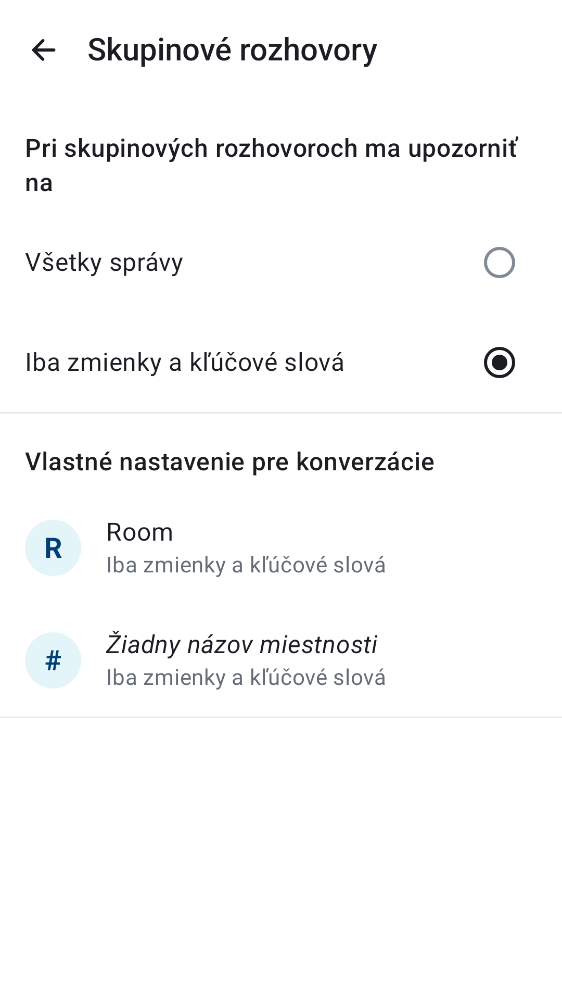 Skupinové rozhovory
Pri skupinových rozhovoroch ma upozorniť
na
Všetky správy
Iba zmienky a kľúčové slová
Vlastné nastavenie pre konverzácie
R
Room
Iba zmienky a kľúčové slová
#
Žiadny názov miestnosti
Iba zmienky a kľúčové slová